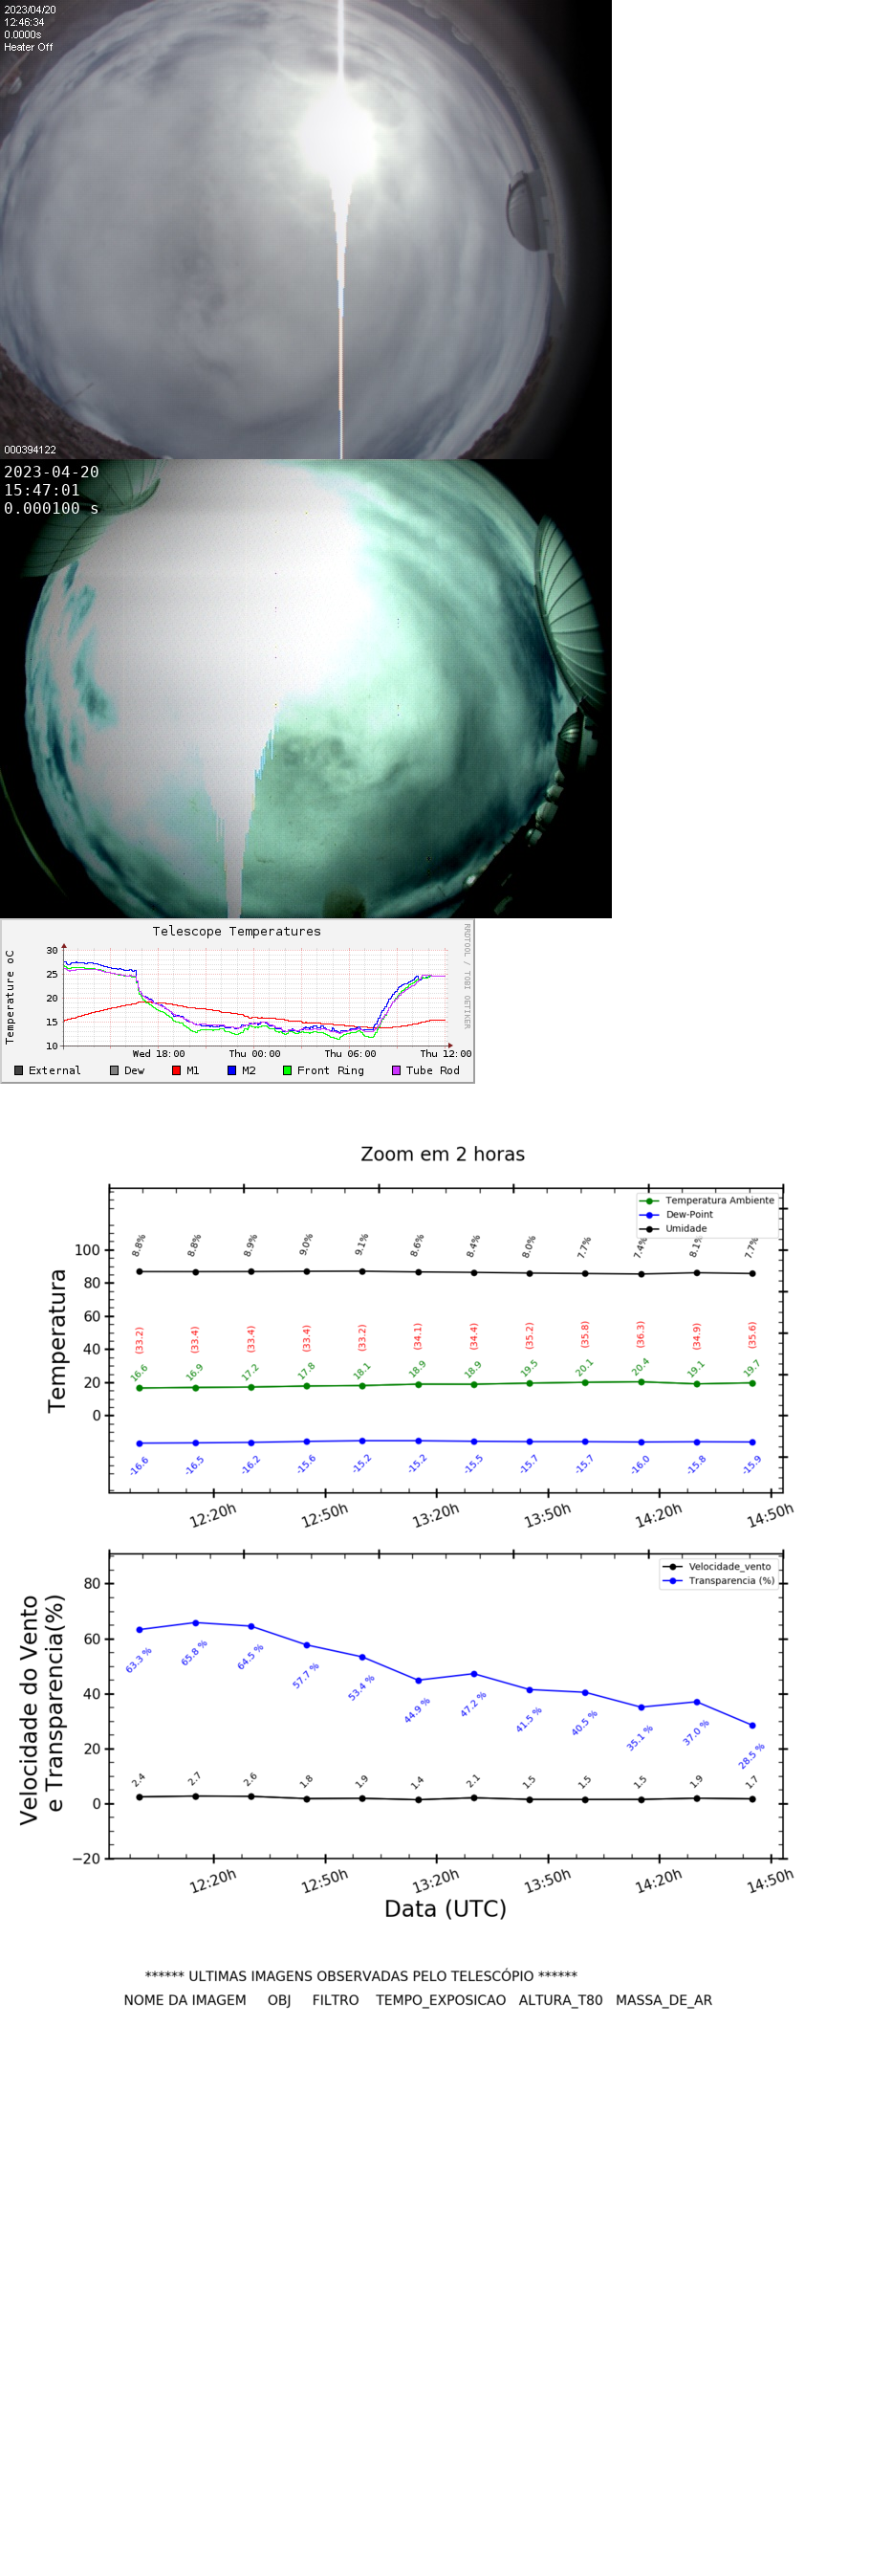 2023/04/20
12:46:34
0.0000s
Heater Off
000394122
2023-04-20
15:47:01
0.000100 s
Telescope Temperatures
RRDTOOL / TOBI OETIKER
Temperature oC
30
25
20
15
10
Wed 18:00 Thu 00:00 Thu 06:00 Thu 12:00
External Dew M1 M2 Front Ring Tube Rod
Zoom em 2 horas
Temperatura Ambiente
Dew-Point
Umidade
8.8% 8.8% 8.9% 9.0% 9.1% 8.6% 8.4% 8.0% 7.7% 7.4% 8.1% 7.7%
Temperatura
100
80
60
40
20
0
(33.2) (33.4) (33.4) (33.4) (33.2) (34.1) (34.4) (35.2) (35.8) (36.3) (34.9) (35.6)
16.6 16.9 17.2 17.8 18.1 18.9 18.9 19.5 20.1 20.4 19.1 19.7
-16.6 -16.5 -16.2 -15.6 -15.2 -15.2 -15.5 -15.7 -15.7 -16.0 -15.8 -15.9
12:20h 12:50h 13:20h 13:50h 14:20h 14:50h
Velocidade_vento
Transparencia (%)
Velocidade do Vento
e Transparencia(%)
80
60
40
20
0
−20
63.3 % 65.8 % 64.5 % 57.7 % 53.4 % 44.9 % 47.2 % 41.5 % 40.5 % 35.1 % 37.0 % 28.5 %
2.4 2.7 2.6 1.8 1.9 1.4 2.1 1.5 1.5 1.5 1.9 1.7
12:20h 12:50h 13:20h 13:50h 14:20h 14:50h
Data (UTC)
****** ULTIMAS IMAGENS OBSERVADAS PELO TELESCÓPIO ******
NOME DA IMAGEM OBJ FILTRO TEMPO_EXPOSICAO ALTURA_T80 MASSA_DE_AR